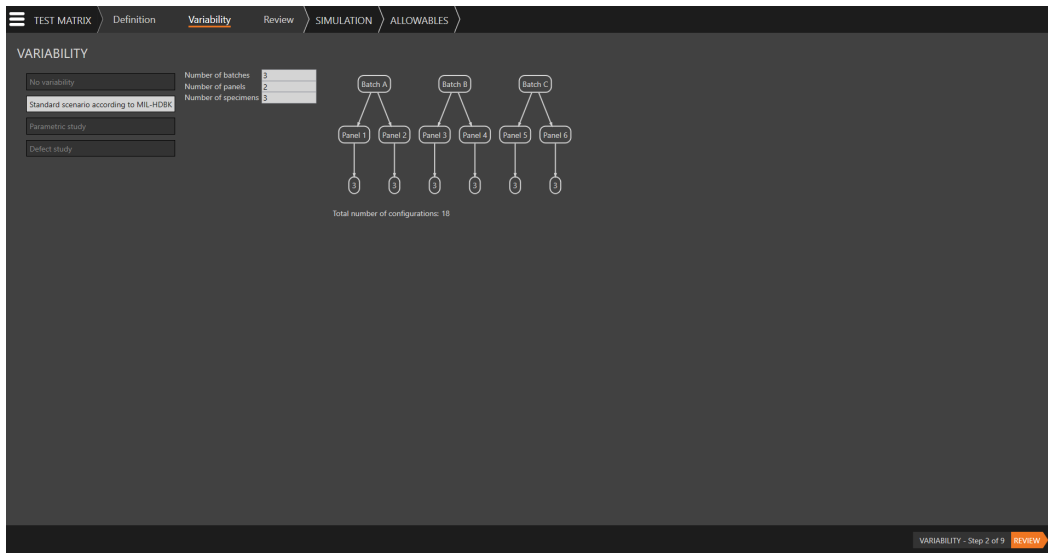 TEST MATRIX Definition Variability Review SIMULATION ALLOWABLES
VARIABILITY
No variability
Standard scenario according to MIL-HDBK
Parametric study
Defect study
Number of batches 3
Number of panels 2
Number of specimens 3
Batch A Batch B Batch C
Panel 1 Panel 2 Panel 3 Panel 4 Panel 5 Panel 6
3 3 3 3 3 3
Total number of configurations: 18
VARIABILITY - Step 2 of 9 REVIEW